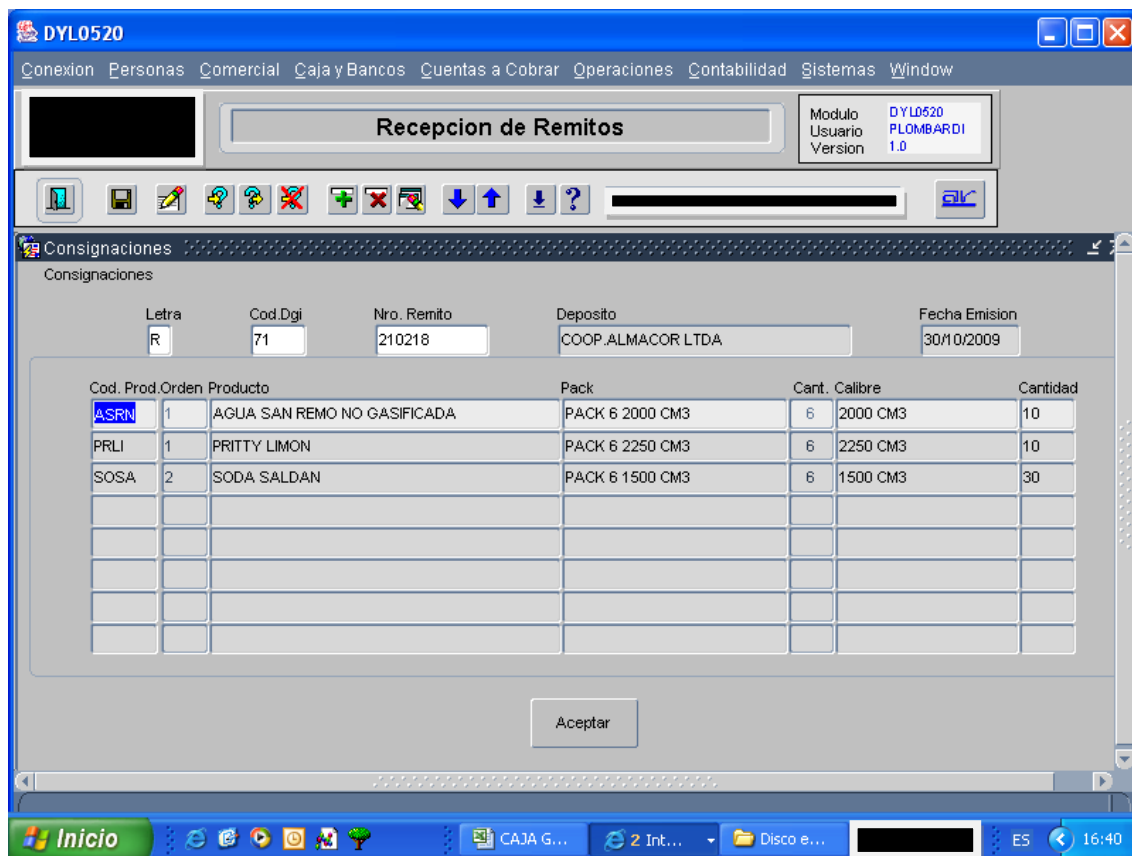 DYL0520
Conexion Personas Comercial Caja y Bancos Cuentas a Cobrar Operaciones Contabilidad Sistemas Window
Recepcion de Remitos
Modulo DYL0520
Usuario PLOMBARDI
Version 1.0
Consignaciones
Consignaciones
Letra Cod.Dgi Nro. Remito Deposito Fecha Emision
R 71 210218 COOP.ALMACOR LTDA 30/10/2009
Cod. Prod. Orden Producto Pack Cant. Calibre Cantidad
ASRN 1 AGUA SAN REMO NO GASIFICADA PACK 6 2000 CM3 6 2000 CM3 10
PRLI 1 PRITTY LIMON PACK 6 2250 CM3 6 2250 CM3 10
SOSA 2 SODA SALDAN PACK 6 1500 CM3 6 1500 CM3 30
Aceptar
Inicio CAJA G... 2 Int... Disco e... ES 16:40